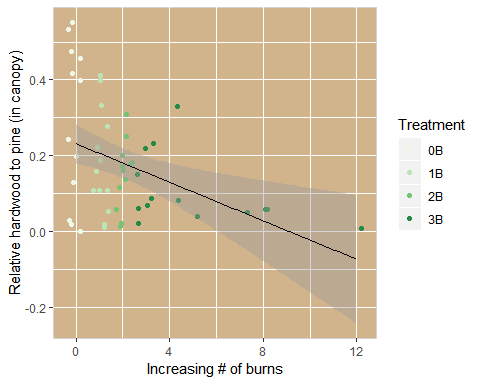 Relative hardwood to pine (in canopy)
0.4
0.2
0.0
-0.2
0
4
8
12
Increasing # of burns
Treatment
0B
1B
2B
3B